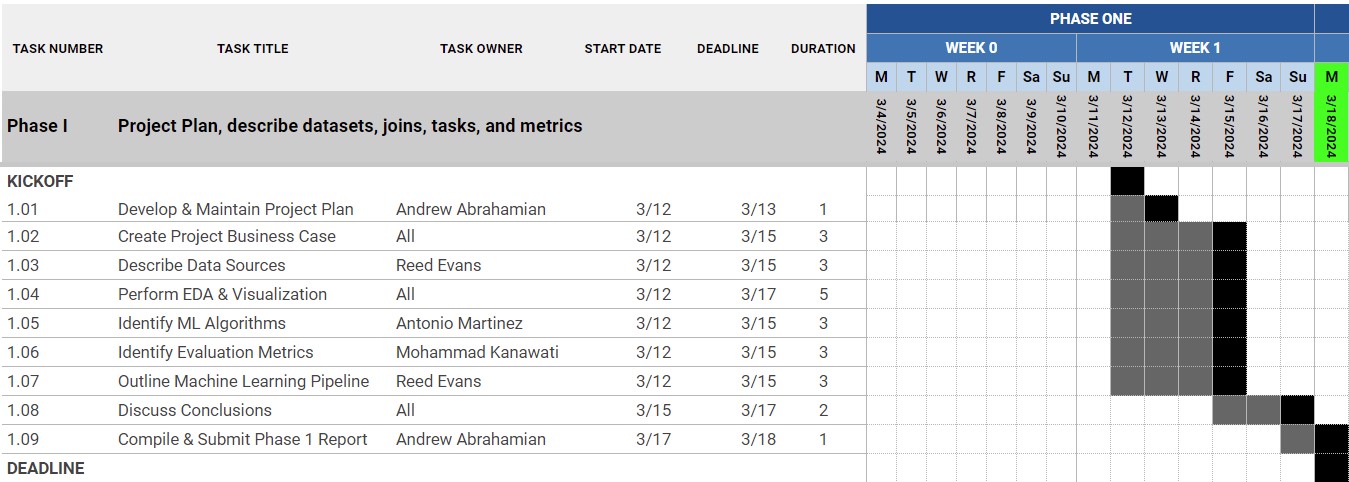 PHASE ONE
TASK NUMBER TASK TITLE TASK OWNER START DATE DEADLINE DURATION WEEK 0 WEEK 1
M T W R F Sa Su M T W R F Sa Su M
Phase I Project Plan, describe datasets, joins, tasks, and metrics 3/4/2024 3/5/2024 3/6/2024 3/7/2024 3/8/2024 3/9/2024 3/10/2024 3/11/2024 3/12/2024 3/13/2024 3/14/2024 3/15/2024 3/16/2024 3/17/2024 3/18/2024
KICKOFF
1.01 Develop & Maintain Project Plan Andrew Abrahamian 3/12 3/13 1
1.02 Create Project Business Case All 3/12 3/15 3
1.03 Describe Data Sources Reed Evans 3/12 3/15 3
1.04 Perform EDA & Visualization All 3/12 3/17 5
1.05 Identify ML Algorithms Antonio Martinez 3/12 3/15 3
1.06 Identify Evaluation Metrics Mohammad Kanawati 3/12 3/15 3
1.07 Outline Machine Learning Pipeline Reed Evans 3/12 3/15 3
1.08 Discuss Conclusions All 3/15 3/17 2
1.09 Compile & Submit Phase 1 Report Andrew Abrahamian 3/17 3/18 1
DEADLINE